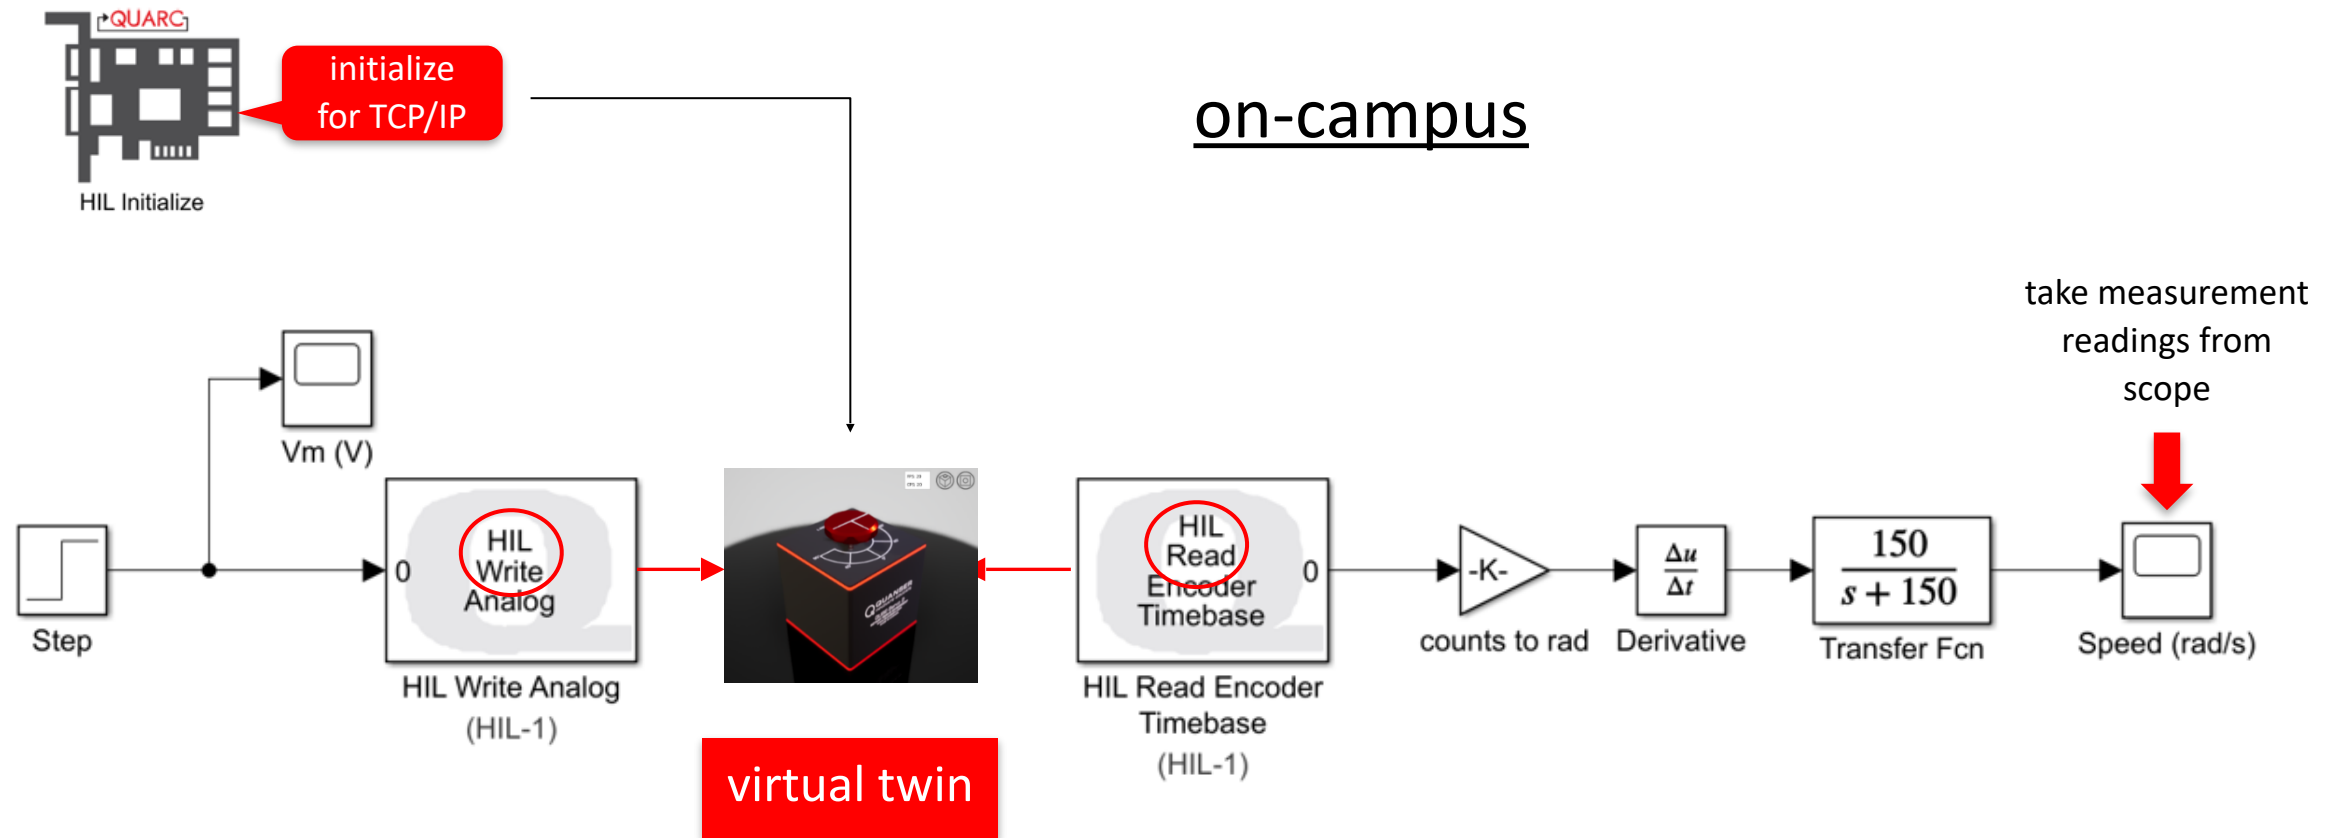 QUARC
initialize
for TCP/IP
HIL Initialize
on-campus
take measurement
readings from
scope
Vm (V)
Step
0
HIL
Write
Analog
HIL Write Analog
(HIL-1)
QUANSER
virtual twin
HIL
Read
Encoder
Timebase
0
HIL Read Encoder
Timebase
(HIL-1)
-K-
counts to rad
Δu
Δt
Derivative
150
s + 150
Transfer Fcn
Speed (rad/s)